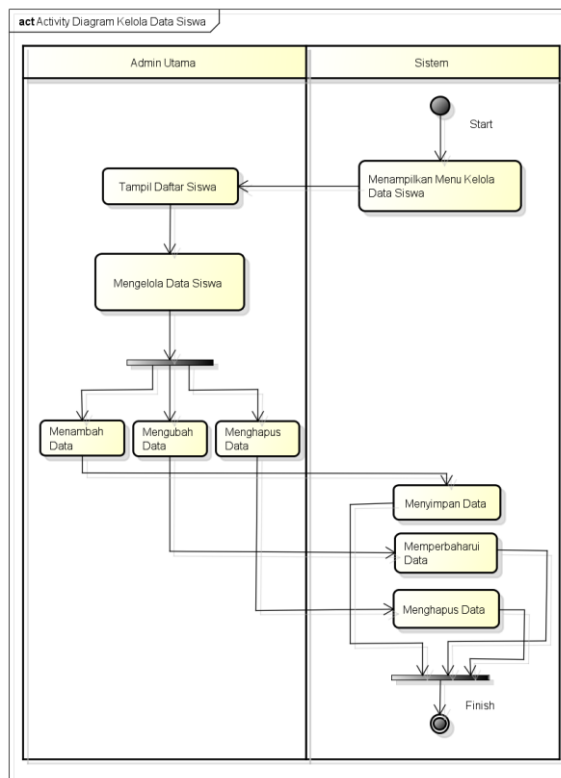 act Activity Diagram Kelola Data Siswa
Admin Utama
Sistem
Start
Menampilkan Menu Kelola
Data Siswa
Tampil Daftar Siswa
Mengelola Data Siswa
Menambah
Data
Mengubah
Data
Menghapus
Data
Menyimpan Data
Memperbaharui
Data
Menghapus Data
Finish